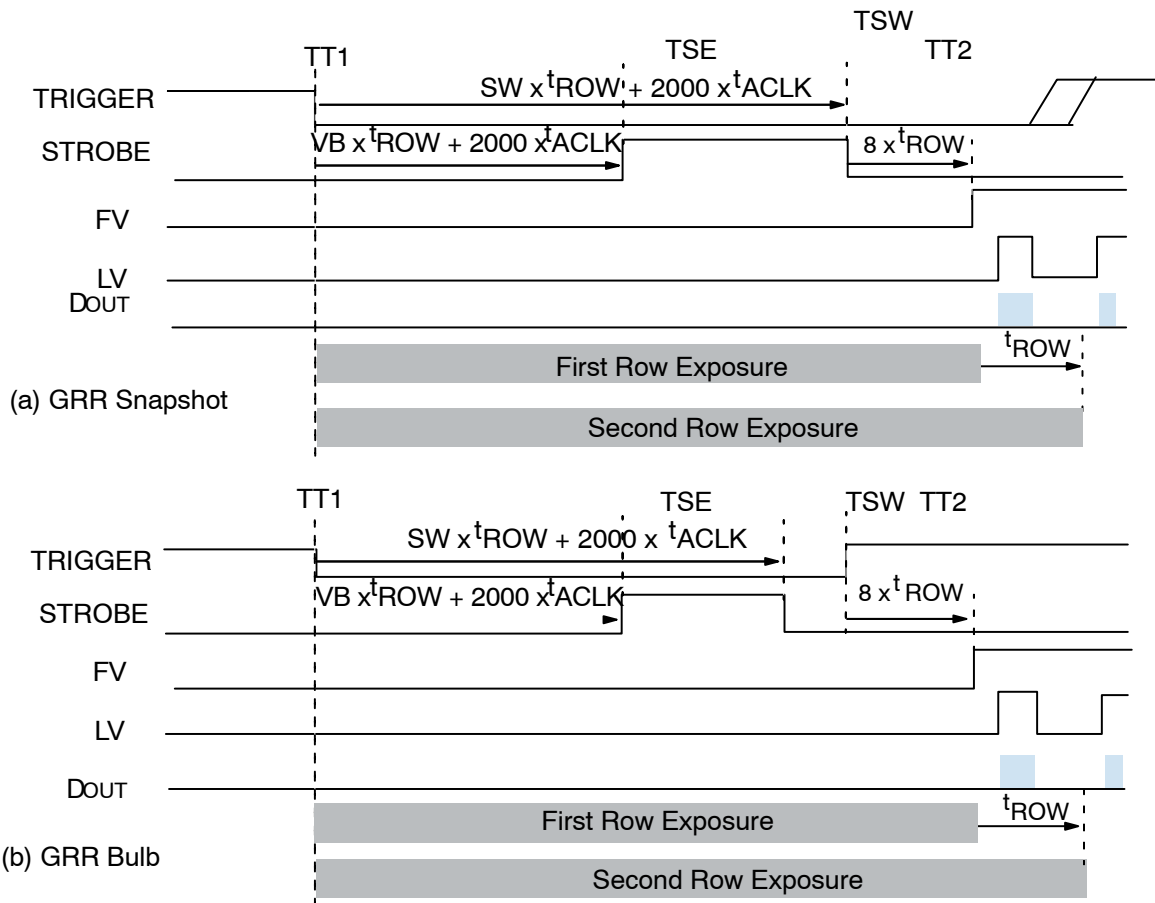 TSW
TT1 TSE TT2
TRIGGER SW x tROW + 2000 x tACLK
STROBE VB x tROW + 2000 x tACLK 8 x tROW
FV
LV
DOUT
tROW
First Row Exposure
(a) GRR Snapshot
Second Row Exposure
TT1 TSE TSW TT2
TRIGGER SW x tROW + 2000 x tACLK
STROBE VB x tROW + 2000 x tACLK 8 x tROW
FV
LV
DOUT
tROW
First Row Exposure
(b) GRR Bulb
Second Row Exposure